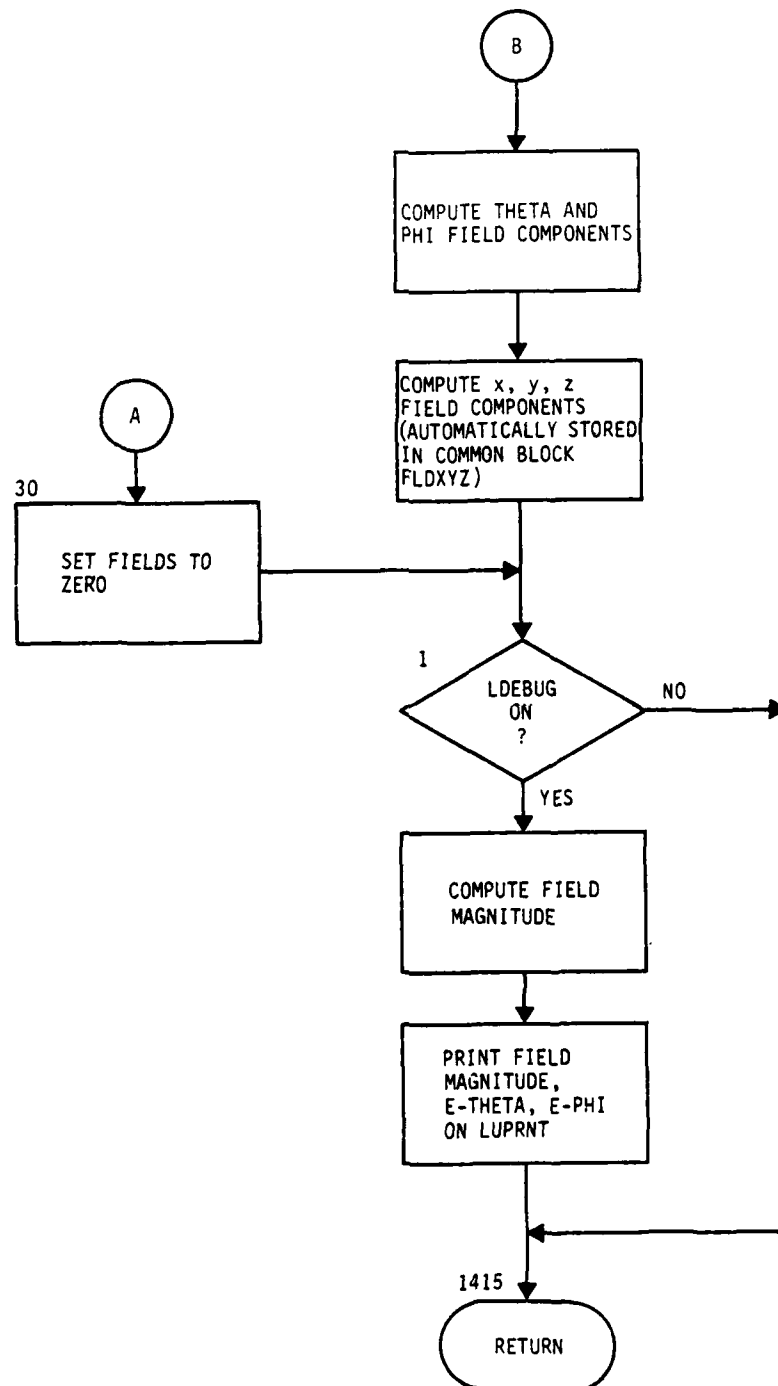 B
COMPUTE THETA AND
PHI FIELD COMPONENTS
COMPUTE x, y, z
FIELD COMPONENTS
(AUTOMATICALLY STORED
IN COMMON BLOCK
FLDXYZ)
A
30
SET FIELDS TO
ZERO
1
LDEBUG
ON
?
NO
YES
COMPUTE FIELD
MAGNITUDE
PRINT FIELD
MAGNITUDE,
E-THETA, E-PHI
ON LUPRNT
1415
RETURN